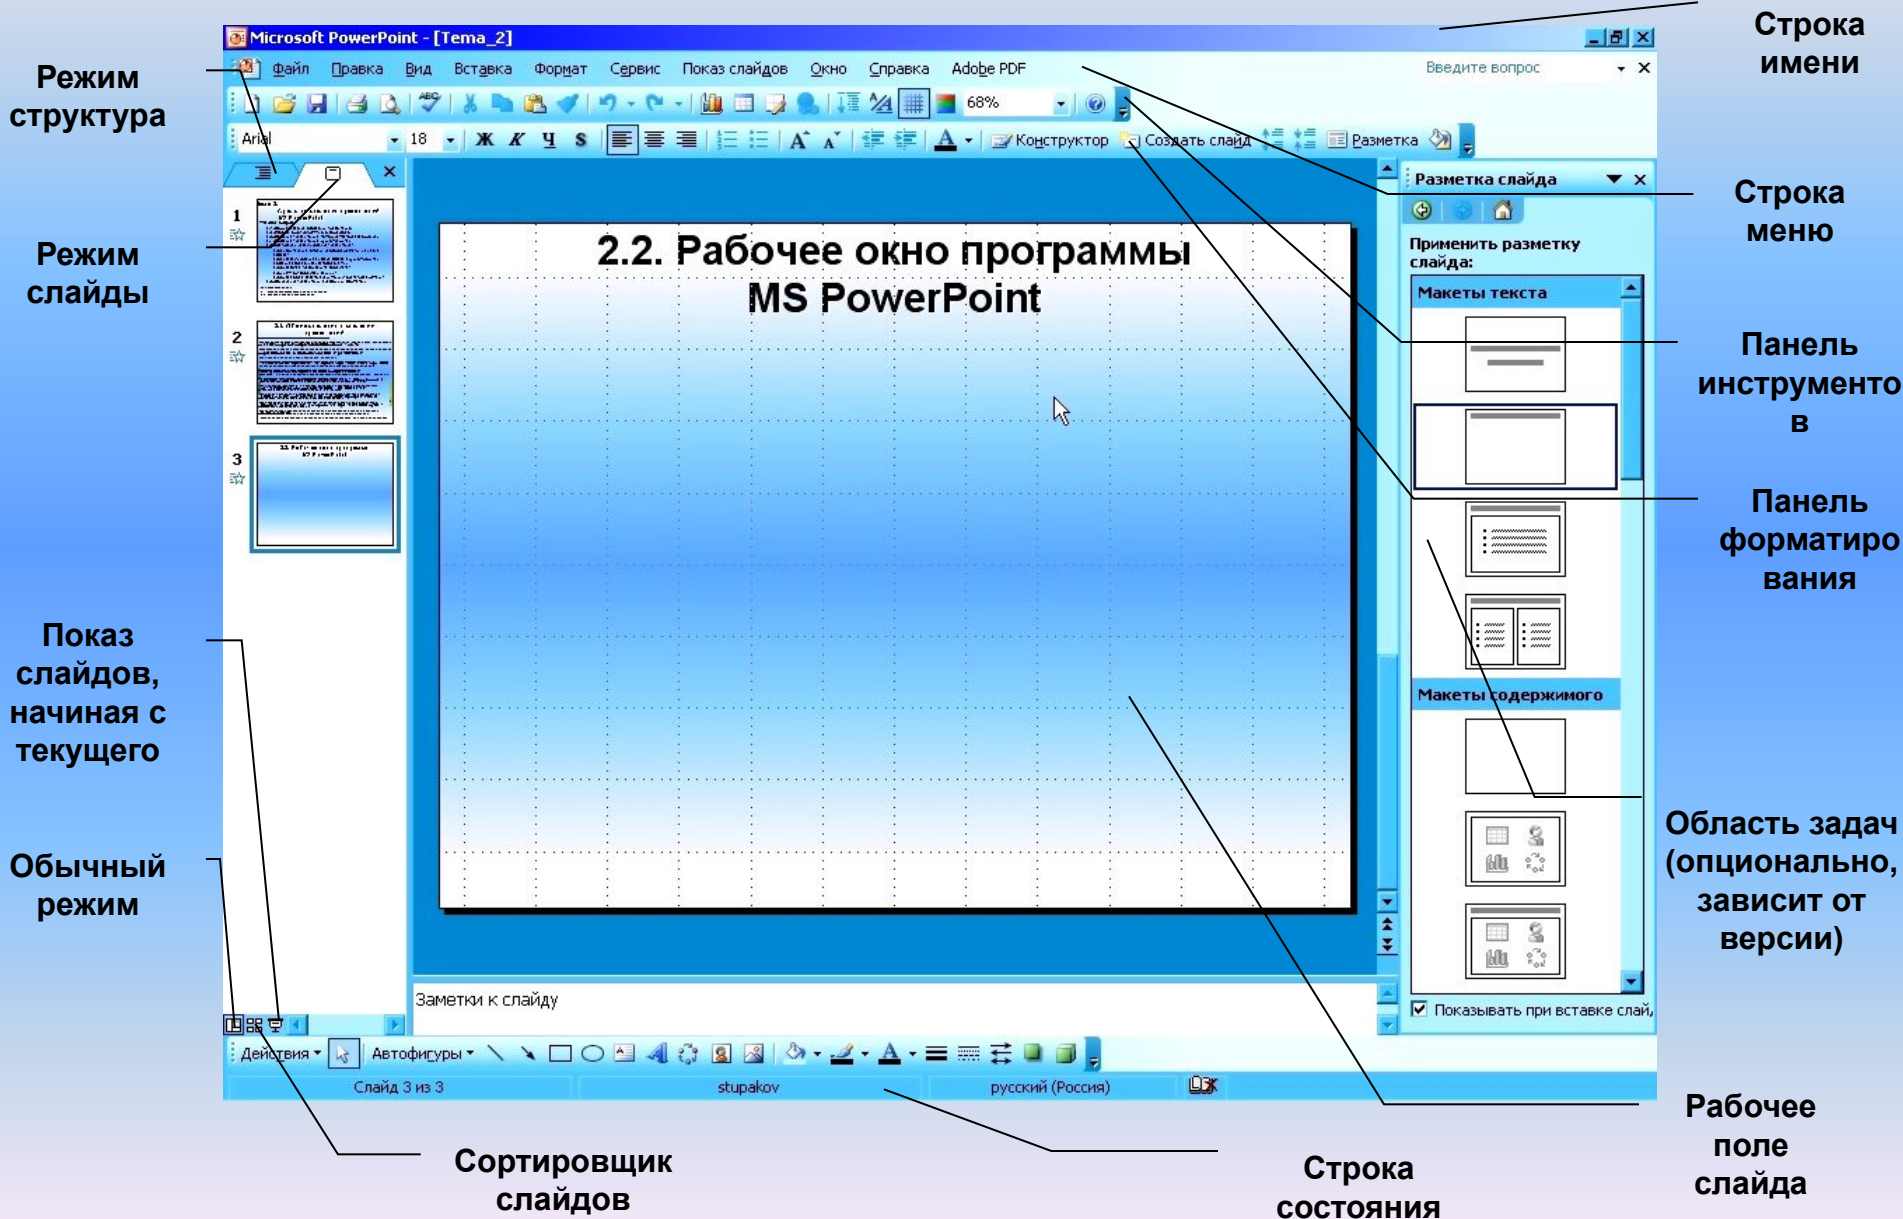 Microsoft PowerPoint - [Tema_2]
Файл Правка Вид Вставка Формат Сервис Показ слайдов Окно Справка Adobe PDF Введите вопрос
68%
Arial 18 Ж К Ч S Конструктор Создать слайд Разметка
Режим
структура
Режим
слайды
Показ
слайдов,
начиная с
текущего
Обычный
режим
1
2
3
2.2. Рабочее окно программы
MS PowerPoint
Заметки к слайду
Разметка слайда
Применить разметку
слайда:
Макеты текста
Макеты содержимого
Показывать при вставке слай,
Действия Автофигуры
Слайд 3 из 3 stupakov русский (Россия)
Строка
имени
Строка
меню
Панель
инструменто
в
Панель
форматиро
вания
Область задач
(опционально,
зависит от
версии)
Рабочее
поле
слайда
Сортировщик
слайдов
Строка
состояния